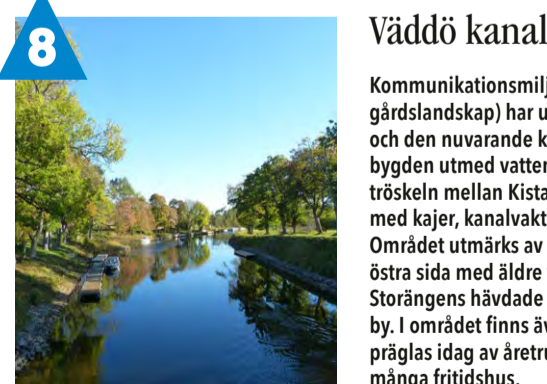 8
Väddö kanal
Kommunikationsmilj
gårdslandskap) har u
och den nuvarande k
bygden utmed vatter
tröskeln mellan Kista
med kajer, kanalvakt
Området utmärks av
östra sida med äldre
Storängens hävdade
by. I området finns äv
präglas idag av åretru
många fritidshus.